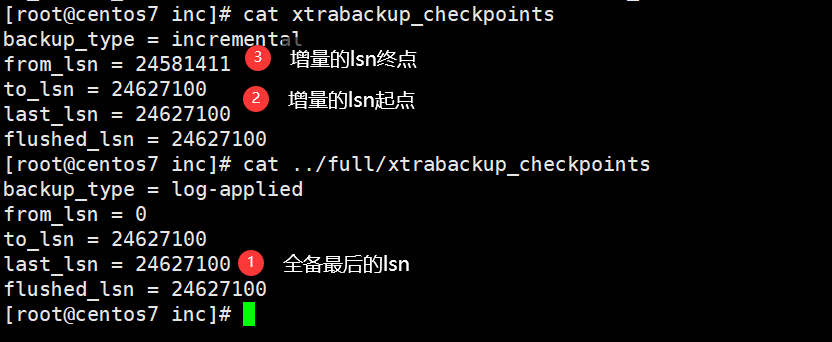 [root@centos7 inc]# cat xtrabackup_checkpoints
backup_type = incremental
from_lsn = 24581411 3 增量的lsn终点
to_lsn = 24627100
2 增量的lsn起点
last_lsn = 24627100
flushed_lsn = 24627100
[root@centos7 inc]# cat ../full/xtrabackup_checkpoints
backup_type = log-applied
from_lsn = 0
to_lsn = 24627100
last_lsn = 24627100 1 全备最后的lsn
flushed_lsn = 24627100
[root@centos7 inc]#